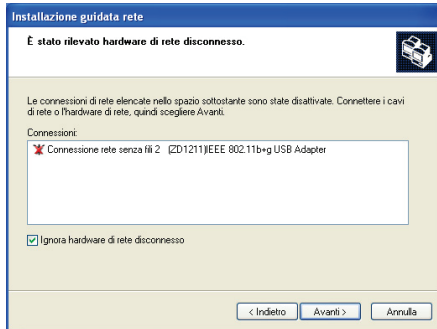 Installazione guidata rete
È stato rilevato hardware di rete disconnesso.
Le connessioni di rete elencate nello spazio sottostante sono state disattivate. Connettere i cavi
di rete o l'hardware di rete, quindi scegliere Avanti.
Connessioni:
Connessione rete senza fili 2 (ZD1211)IEEE 802.11b+g USB Adapter
Ignora hardware di rete disconnesso
< Indietro
Avanti >
Annulla